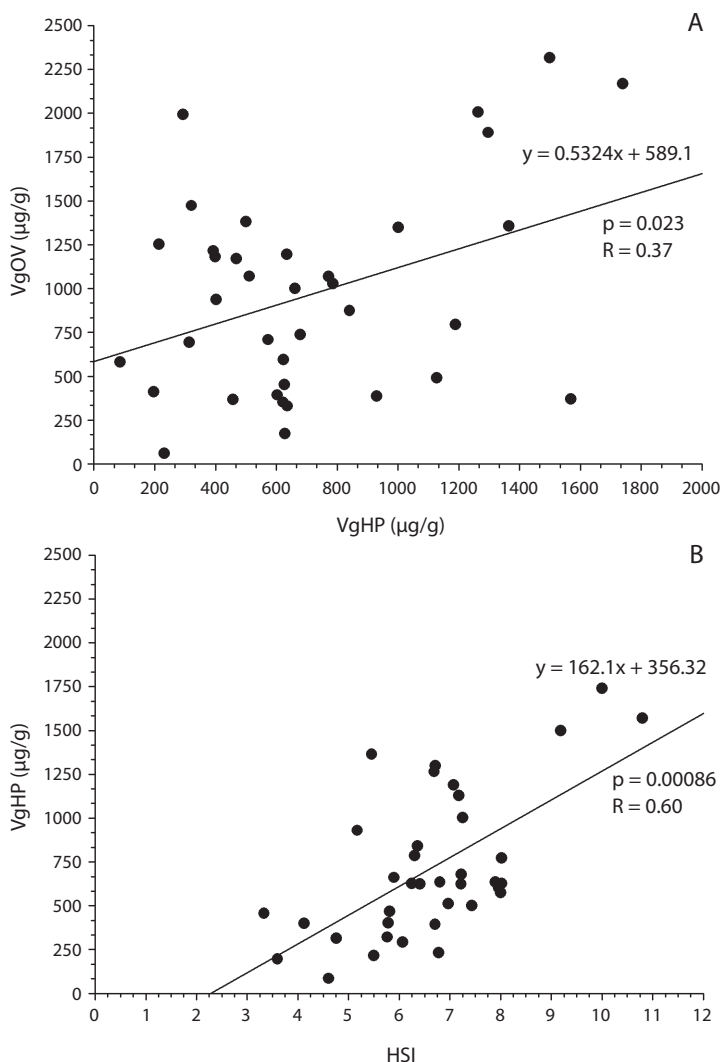 A
2500
2250
2000
1750
1500
1250
1000
750
500
250
0
VgOV (µg/g)
y = 0.5324x + 589.1
p = 0.023
R = 0.37
0 200 400 600 800 1000 1200 1400 1600 1800 2000
VgHP (µg/g)
B
2500
2250
2000
1750
1500
1250
1000
750
500
250
0
VgHP (µg/g)
y = 162.1x + 356.32
p = 0.00086
R = 0.60
0 1 2 3 4 5 6 7 8 9 10 11 12
HSI